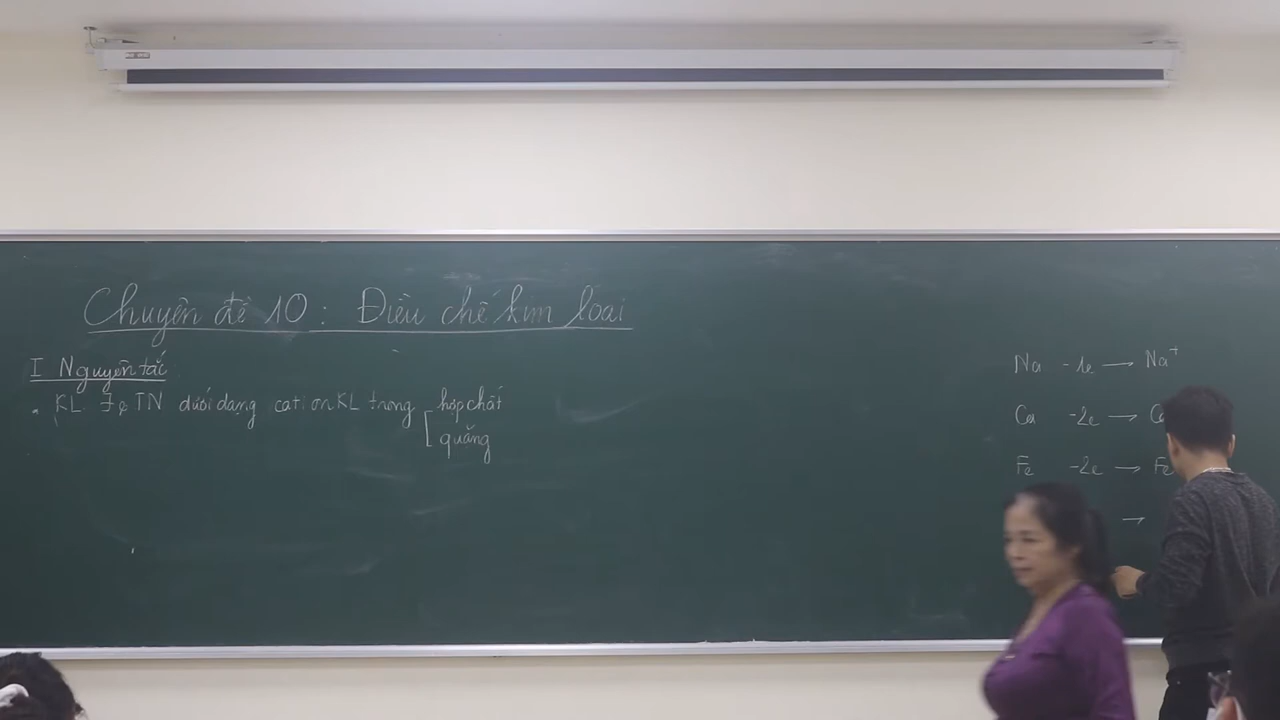 Chuyên đề 10 : Điều chế kim loại
I Nguyên tắc
. KL ∃ ở TN dưới dạng cation KL trong [ hợp chất
quặng
Na -1e → Na⁺
Ca -2e → C
Fe -2e → Fe
→